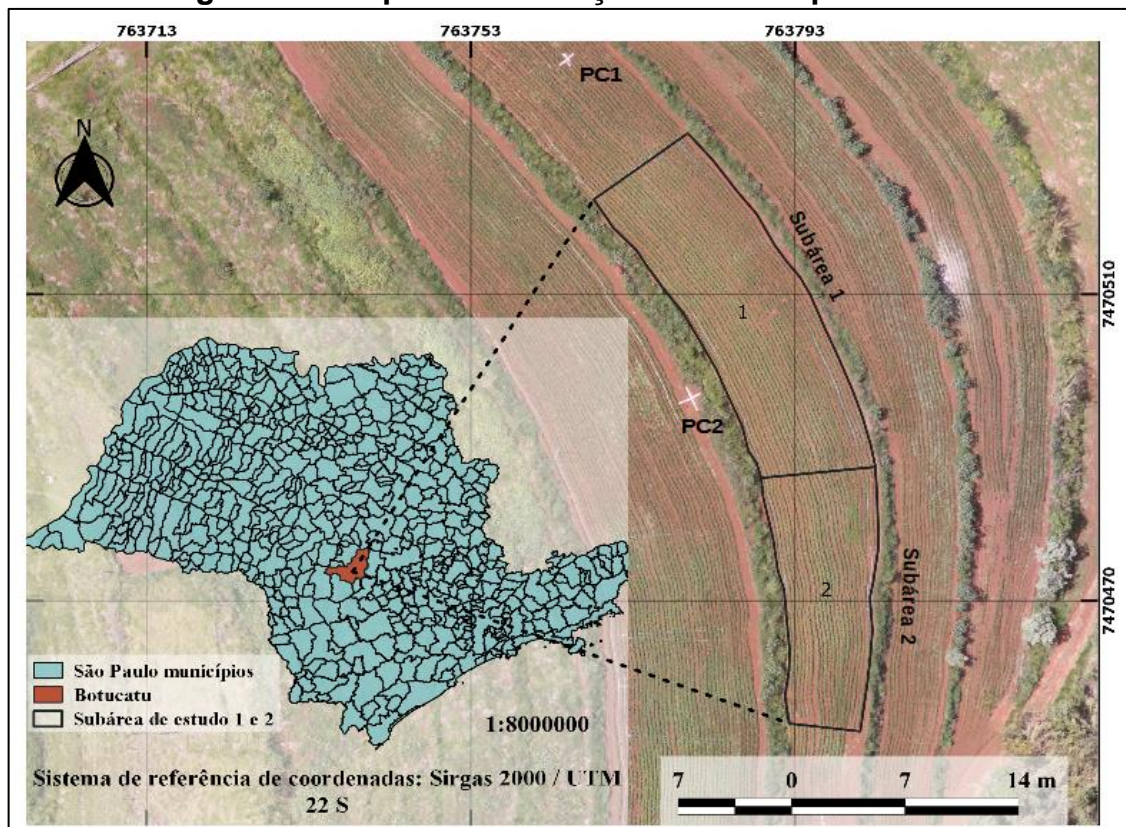 763713 763753 763793
PC1
N
Subárea 1
7470510
1
PC2
7470470
2
Subárea 2
São Paulo municípios
Botucatu
Subárea de estudo 1 e 2
1:8000000
Sistema de referência de coordenadas: Sirgas 2000 / UTM
22 S
7 0 7 14 m